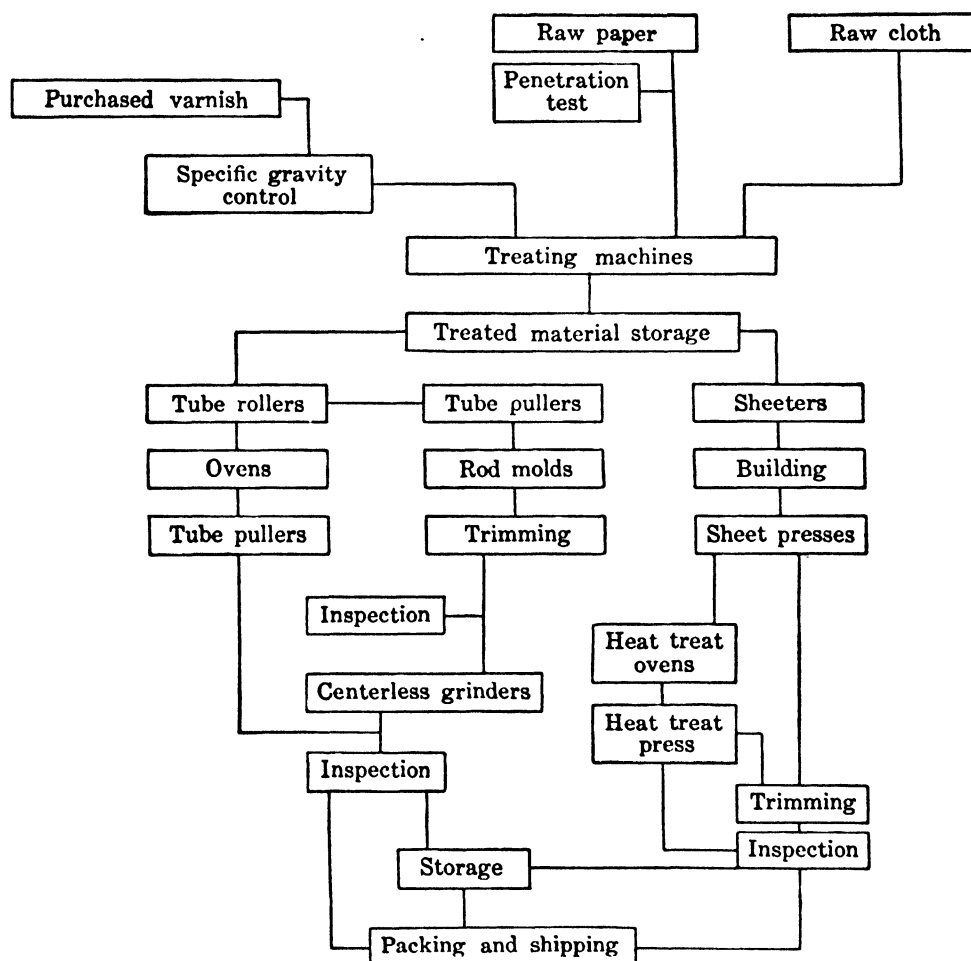 Raw paper
Raw cloth
Penetration
test
Purchased varnish
Specific gravity
control
Treating machines
Treated material storage
Tube rollers
Tube pullers
Sheeters
Ovens
Rod molds
Building
Tube pullers
Trimming
Sheet presses
Inspection
Heat treat
ovens
Centerless grinders
Heat treat
press
Inspection
Trimming
Inspection
Storage
Packing and shipping